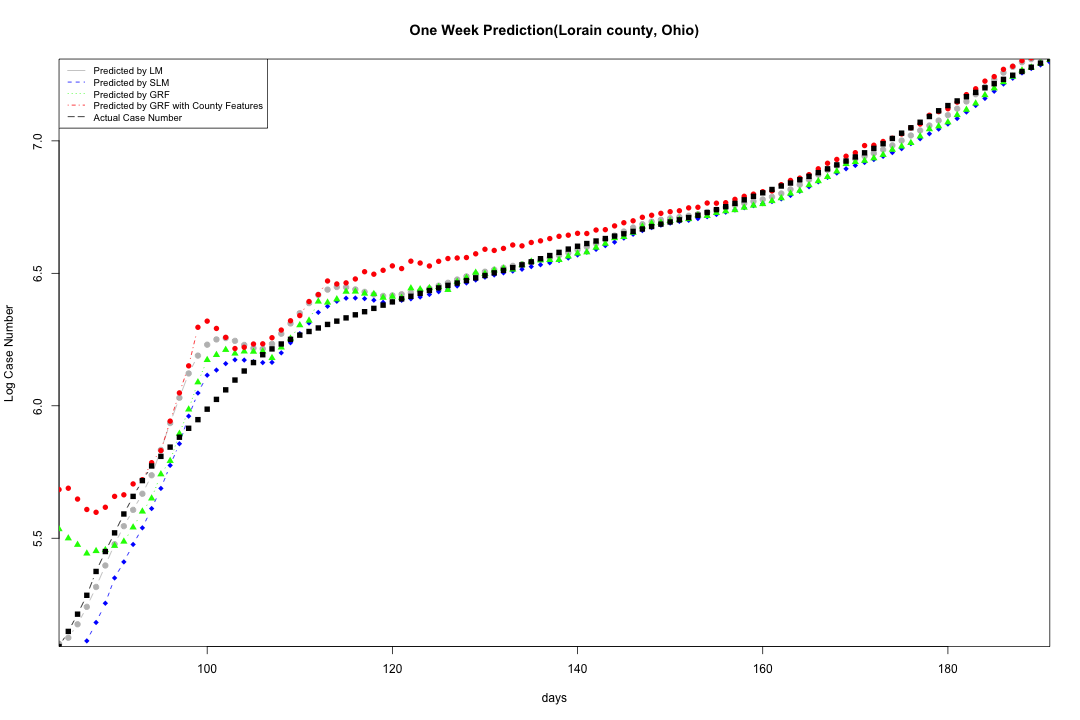 One Week Prediction(Lorain county, Ohio)
Predicted by LM
Predicted by SLM
Predicted by GRF
Predicted by GRF with County Features
Actual Case Number
Log Case Number
7.0
6.5
6.0
5.5
100
120
140
160
180
days